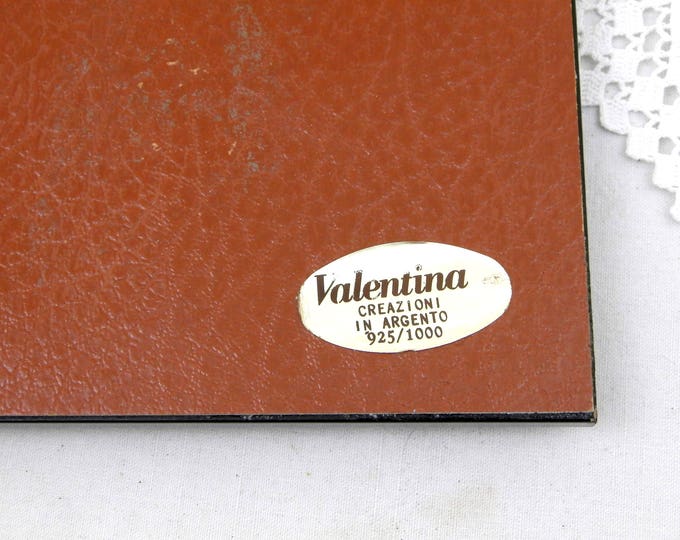 Valentina
CREAZIONI
IN ARGENTO
925/1000